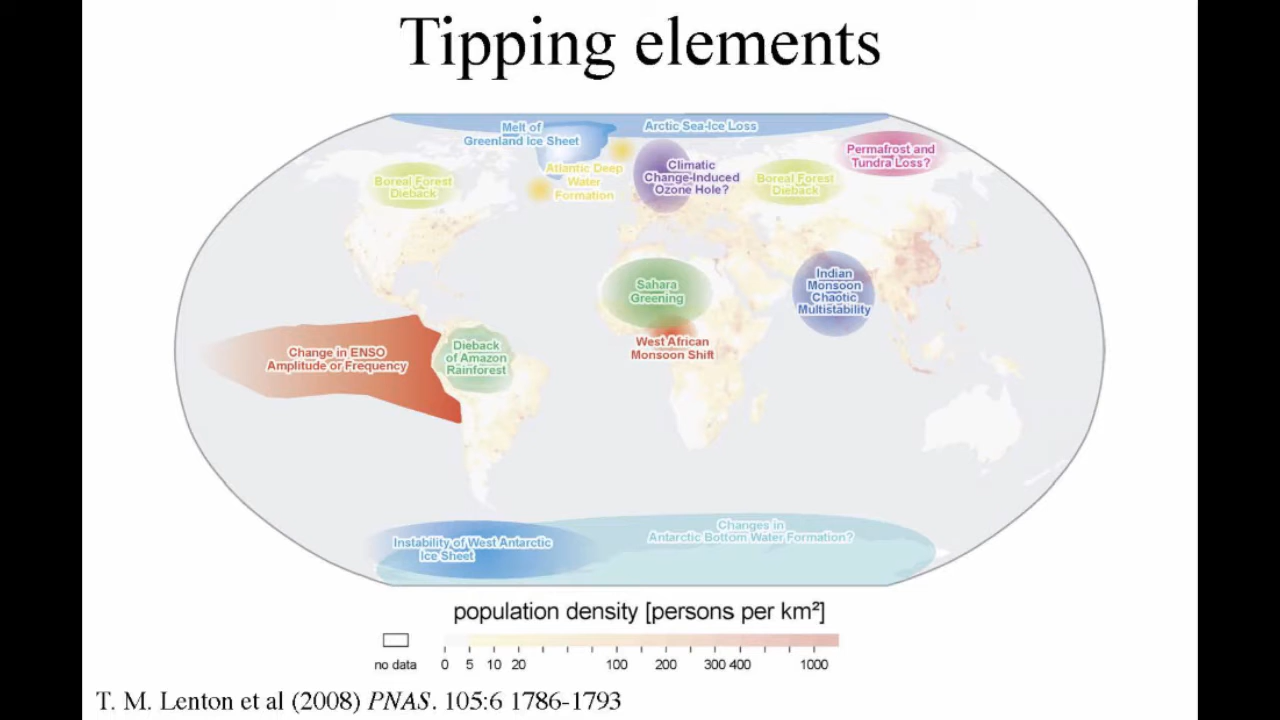 Tipping elements
Melt of
Greenland Ice Sheet
Arctic Sea-Ice Loss
Permafrost and
Tundra Loss?
Atlantic Deep
Water
Formation
Climatic
Change-Induced
Ozone Hole?
Boreal Forest
Dieback
Boreal Forest
Dieback
Sahara
Greening
Indian
Monsoon
Chaotic
Multistability
West African
Monsoon Shift
Change in ENSO
Amplitude or Frequency
Dieback
of Amazon
Rainforest
Instability of West Antarctic
Ice Sheet
Changes in
Antarctic Bottom Water Formation?
population density [persons per km²]
no data 0 5 10 20 100 200 300 400 1000
T. M. Lenton et al (2008) PNAS. 105:6 1786-1793